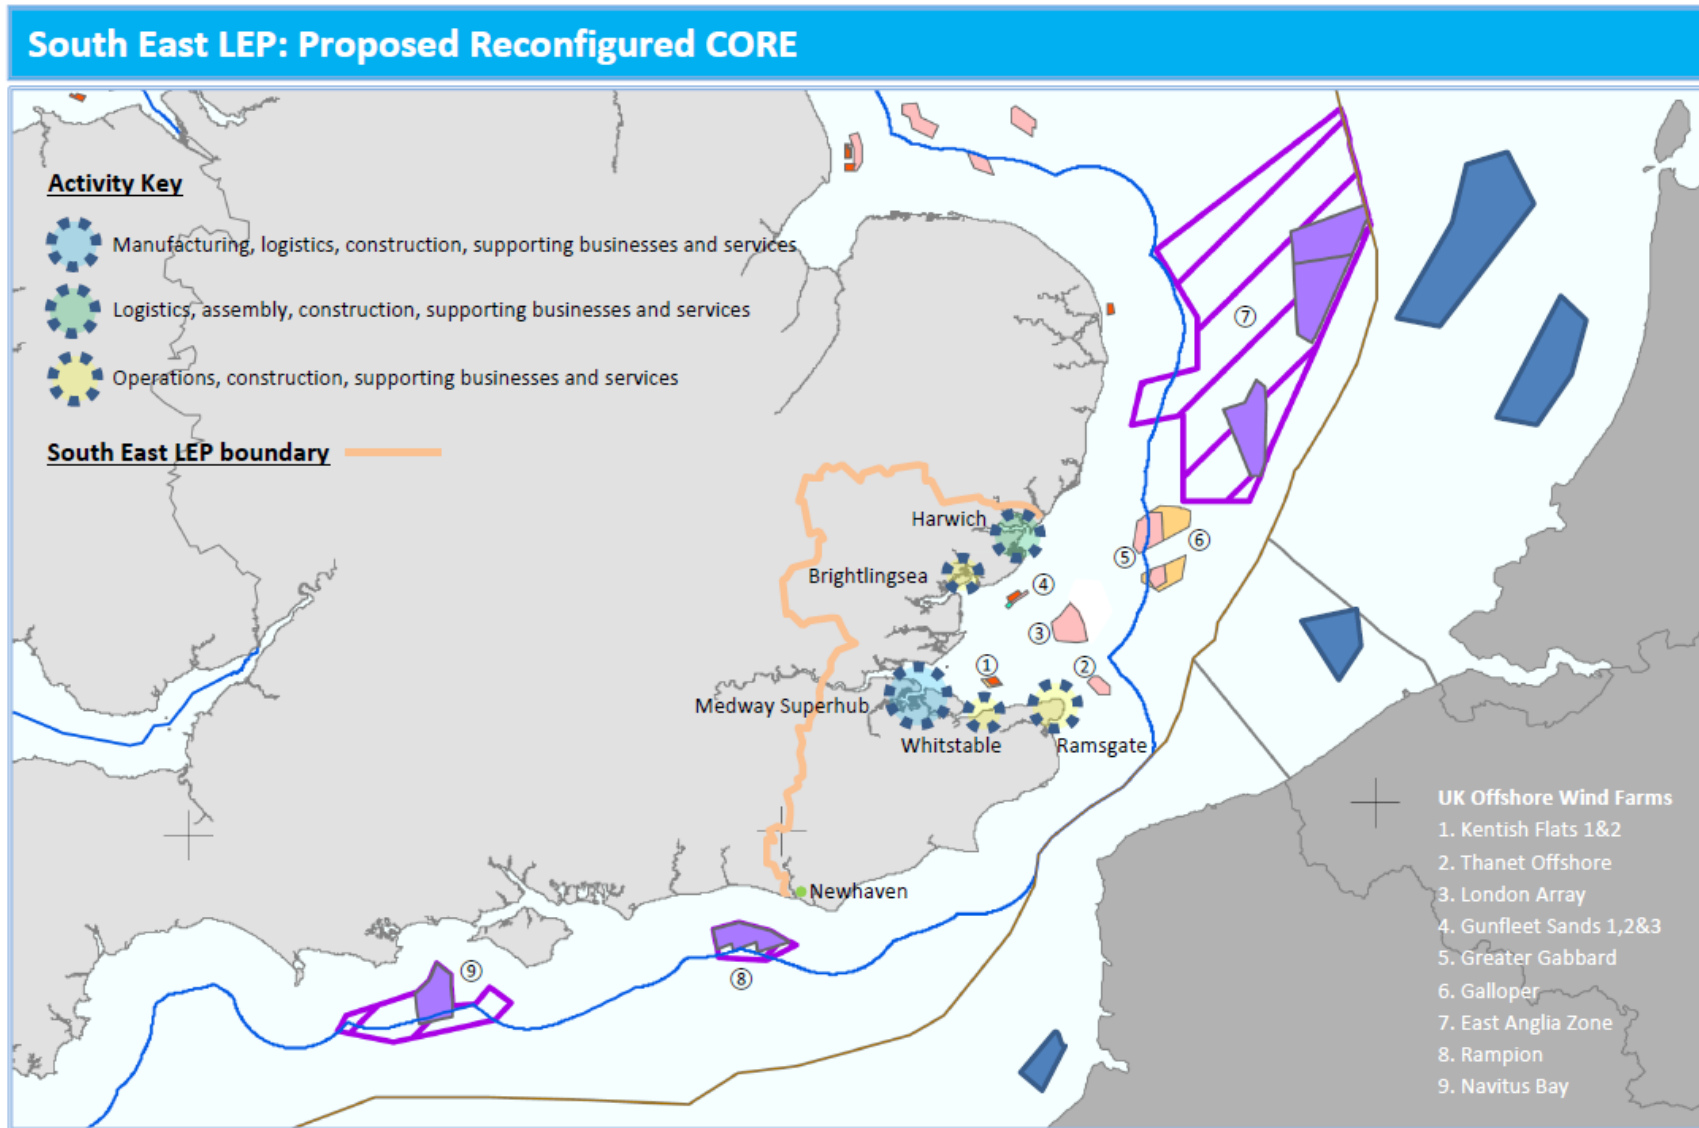 South East LEP: Proposed Reconfigured CORE
Activity Key
Manufacturing, logistics, construction, supporting businesses and services
Logistics, assembly, construction, supporting businesses and services
Operations, construction, supporting businesses and services
South East LEP boundary
7
Harwich
5
6
Brightlingsea
4
3
1
2
Medway Superhub
Whitstable
Ramsgate
Newhaven
9
8
UK Offshore Wind Farms
1. Kentish Flats 1&2
2. Thanet Offshore
3. London Array
4. Gunfleet Sands 1,2&3
5. Greater Gabbard
6. Galloper
7. East Anglia Zone
8. Rampion
9. Navitus Bay